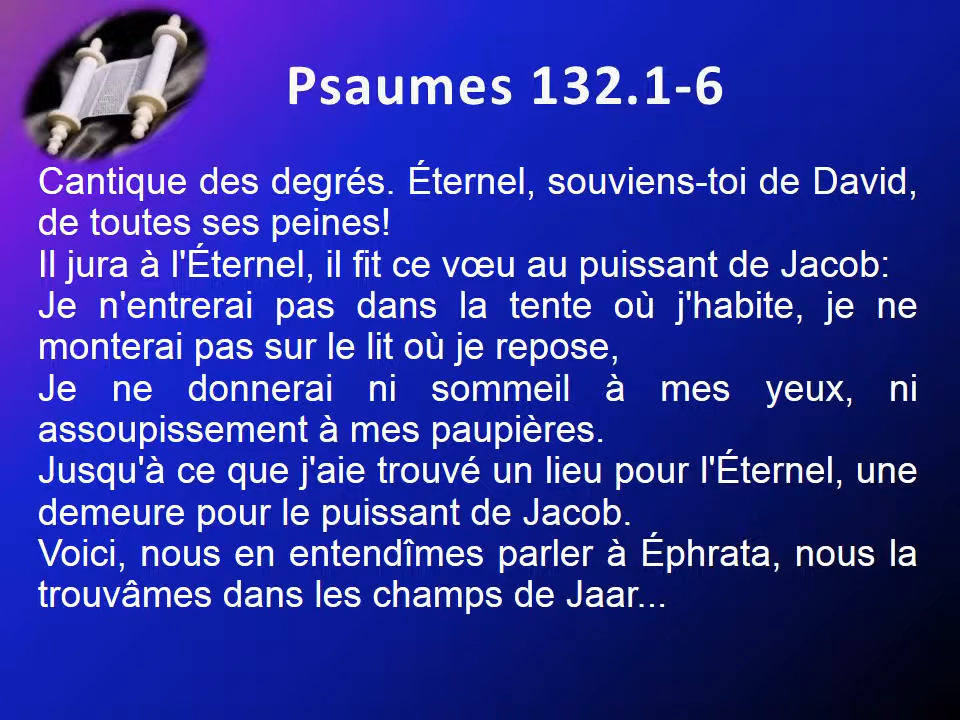 Psaumes 132.1-6
Cantique des degrés. Éternel, souviens-toi de David,
de toutes ses peines!
Il jura à l'Éternel, il fit ce vœu au puissant de Jacob:
Je n'entrerai pas dans la tente où j'habite, je ne
monterai pas sur le lit où je repose,
Je ne donnerai ni sommeil à mes yeux, ni
assoupissement à mes paupières.
Jusqu'à ce que j'aie trouvé un lieu pour l'Éternel, une
demeure pour le puissant de Jacob.
Voici, nous en entendîmes parler à Éphrata, nous la
trouvâmes dans les champs de Jaar...